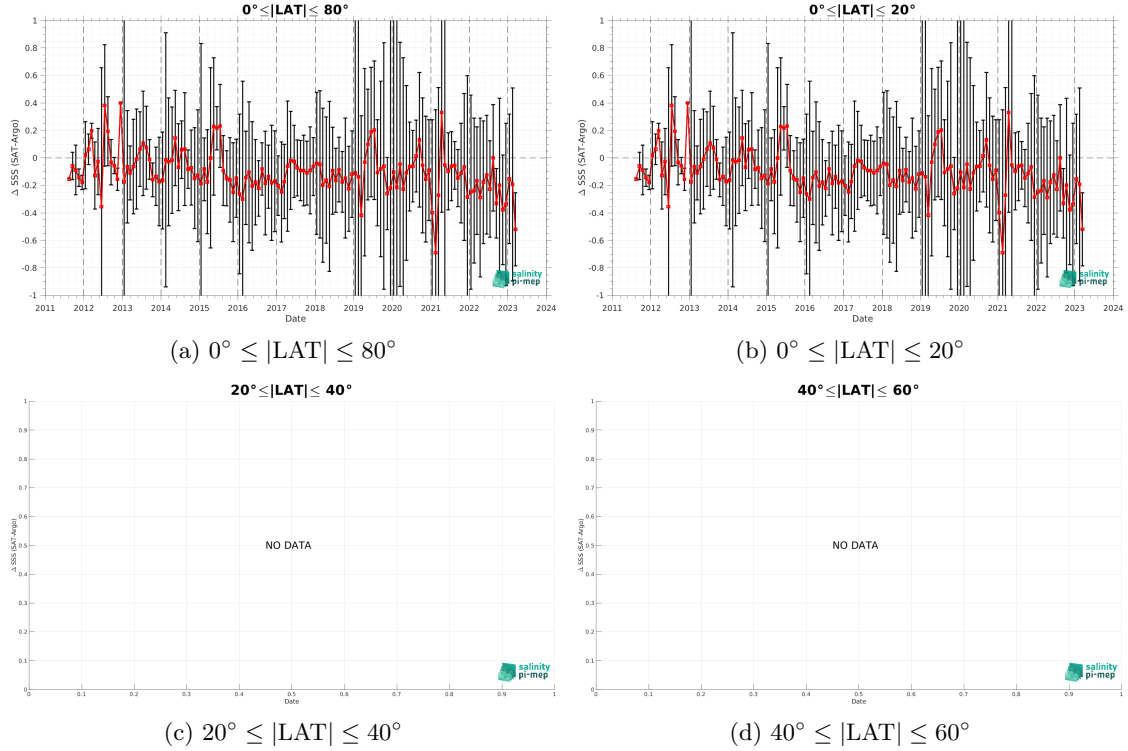 0°≤|LAT|≤ 80°
Δ SSS (SAT-Argo)
1
0.8
0.6
0.4
0.2
0
-0.2
-0.4
-0.6
-0.8
-1
2011 2012 2013 2014 2015 2016 2017 2018 2019 2020 2021 2022 2023 2024
Date
salinity
pi-mep
(a) 0° ≤ |LAT| ≤ 80°
0°≤|LAT|≤ 20°
Δ SSS (SAT-Argo)
1
0.8
0.6
0.4
0.2
0
-0.2
-0.4
-0.6
-0.8
-1
2011 2012 2013 2014 2015 2016 2017 2018 2019 2020 2021 2022 2023 2024
Date
salinity
pi-mep
(b) 0° ≤ |LAT| ≤ 20°
20°≤|LAT|≤ 40°
Δ SSS (SAT-Argo)
1
0.9
0.8
0.7
0.6
0.5
0.4
0.3
0.2
0.1
0
NO DATA
0 0.1 0.2 0.3 0.4 0.5 0.6 0.7 0.8 0.9 1
Date
salinity
pi-mep
(c) 20° ≤ |LAT| ≤ 40°
40°≤|LAT|≤ 60°
Δ SSS (SAT-Argo)
1
0.9
0.8
0.7
0.6
0.5
0.4
0.3
0.2
0.1
0
NO DATA
0 0.1 0.2 0.3 0.4 0.5 0.6 0.7 0.8 0.9 1
Date
salinity
pi-mep
(d) 40° ≤ |LAT| ≤ 60°